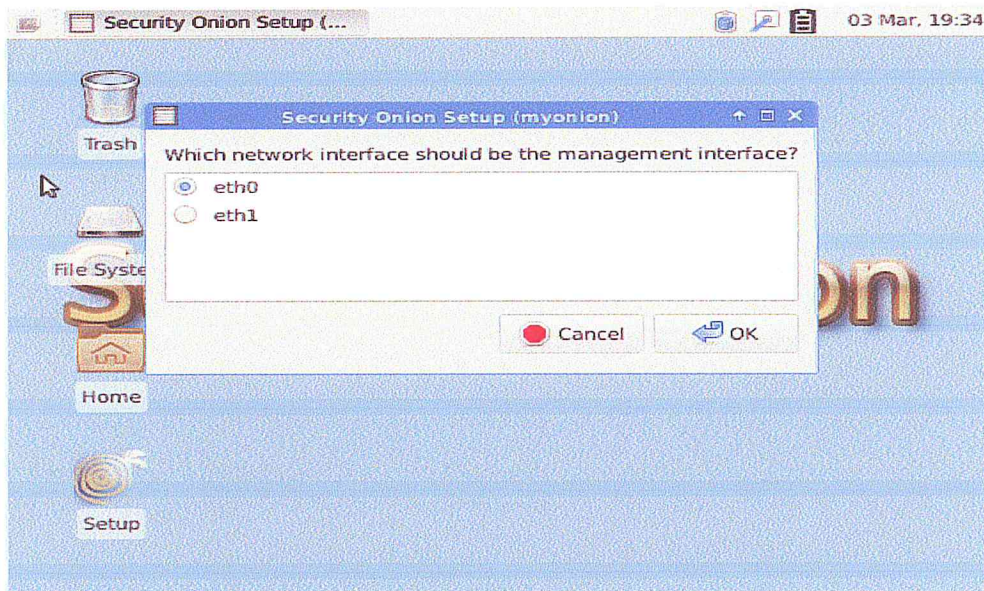 Security Onion Setup (...
03 Mar, 19:34
Trash
Security Onion Setup (myonion)
Which network interface should be the management interface?
eth0
eth1
File Syste
S
on
Cancel
OK
Home
Setup